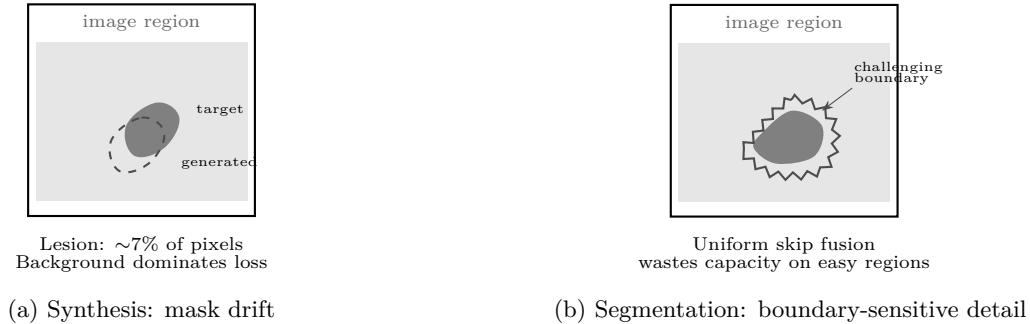 image region
target
generated
Lesion: ∼7% of pixels
Background dominates loss
(a) Synthesis: mask drift
image region
challenging
boundary
Uniform skip fusion
wastes capacity on easy regions
(b) Segmentation: boundary-sensitive detail